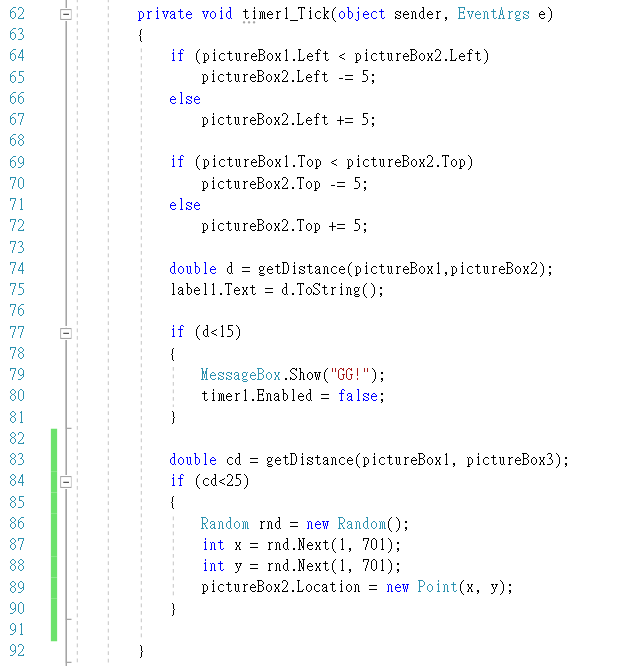 62 private void timer1_Tick(object sender, EventArgs e)
63 {
64 if (pictureBox1.Left < pictureBox2.Left)
65 pictureBox2.Left -= 5;
66 else
67 pictureBox2.Left += 5;
68
69 if (pictureBox1.Top < pictureBox2.Top)
70 pictureBox2.Top -= 5;
71 else
72 pictureBox2.Top += 5;
73
74 double d = getDistance(pictureBox1,pictureBox2);
75 label1.Text = d.ToString();
76
77 if (d<15)
78 {
79 MessageBox.Show("GG!");
80 timer1.Enabled = false;
81 }
82
83 double cd = getDistance(pictureBox1, pictureBox3);
84 if (cd<25)
85 {
86 Random rnd = new Random();
87 int x = rnd.Next(1, 701);
88 int y = rnd.Next(1, 701);
89 pictureBox2.Location = new Point(x, y);
90 }
91
92 }